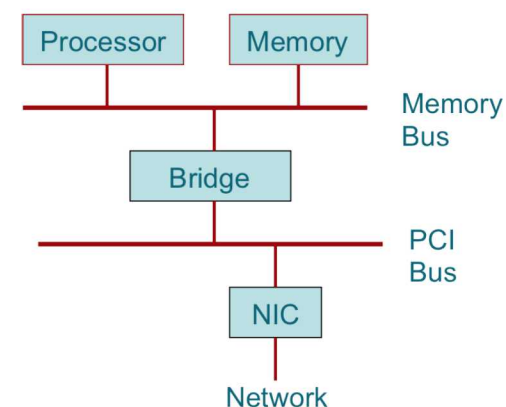 Processor
Memory
Memory
Bus
Bridge
PCI
Bus
NIC
Network